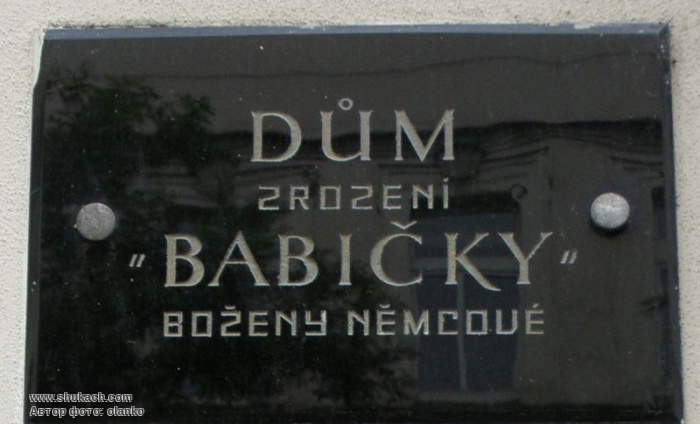 DŮM
ZROZENÍ
"BABIČKY"
BOŽENY NĚMCOVÉ
www.shukach.com
Автор фото: olanko